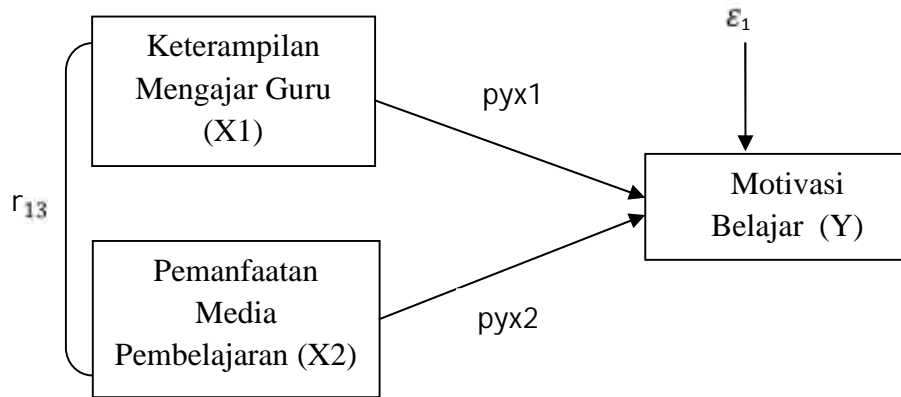 Keterampilan
Mengajar Guru
(X1)
ε₁
pyx1
Motivasi
Belajar (Y)
r₁₃
Pemanfaatan
Media
Pembelajaran (X2)
pyx2